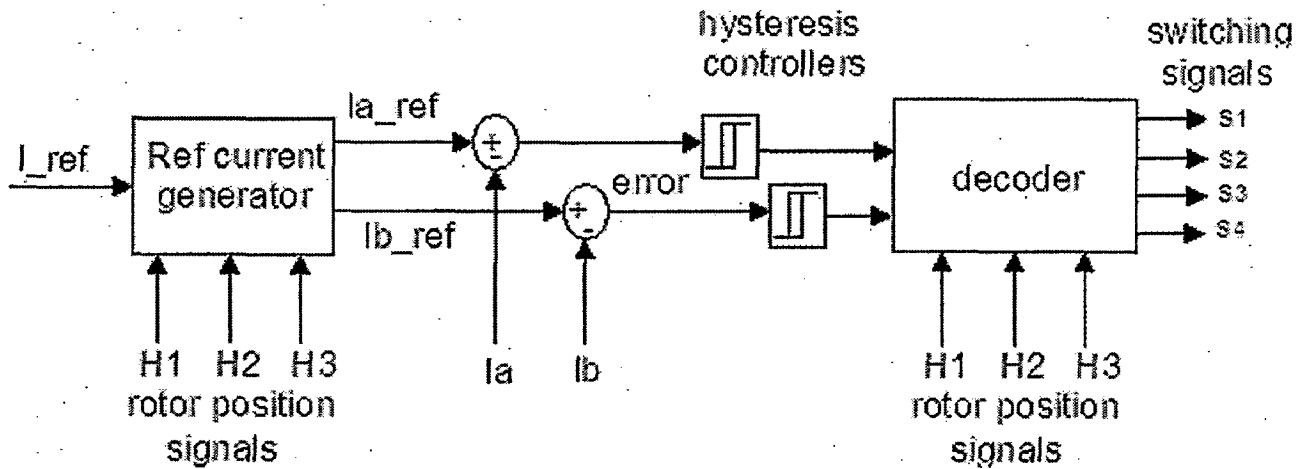 hysteresis
controllers
switching
signals
Ia_ref
I_ref
Ref current
generator
+
-
error
+
-
Ib_ref
decoder
S1
S2
S3
S4
H1 H2 H3
rotor position
signals
Ia
Ib
H1 H2 H3
rotor position
signals